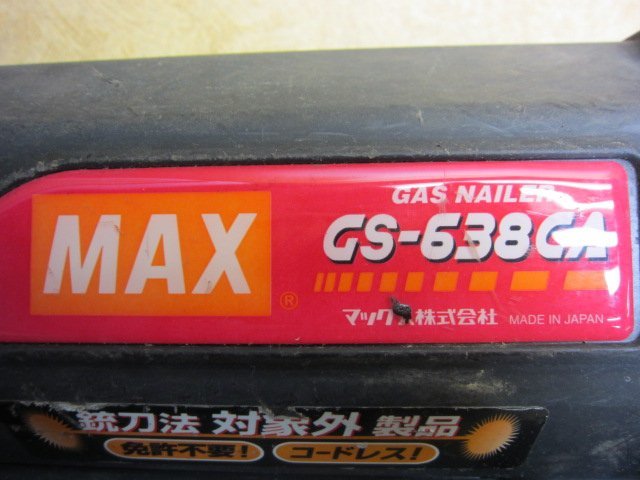 MAX®
GAS NAILER
GS-638CA
マックス株式会社 MADE IN JAPAN
銃刀法 対象外 製品
免許不要! コードレス!